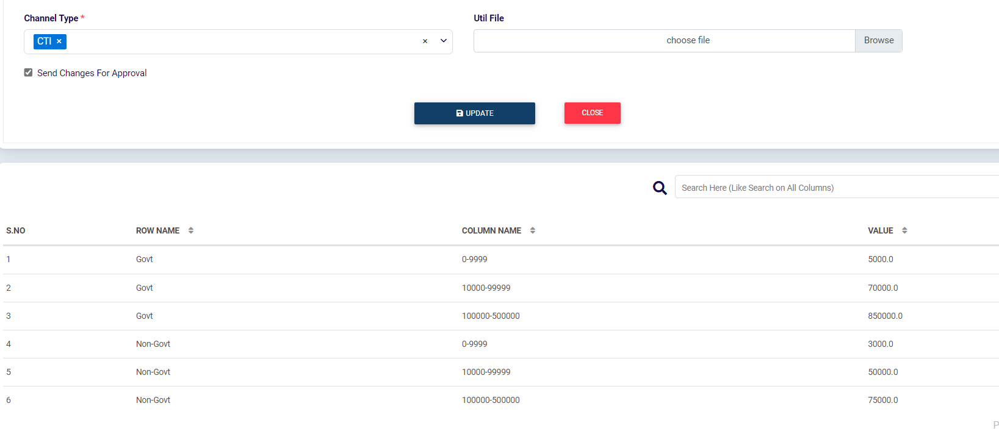 Channel Type *
Util File
CTI ×
×
choose file
Browse
Send Changes For Approval
UPDATE
CLOSE
Search Here (Like Search on All Columns)
S.NO ROW NAME COLUMN NAME VALUE
1 Govt 0-9999 5000.0
2 Govt 10000-99999 70000.0
3 Govt 100000-500000 850000.0
4 Non-Govt 0-9999 3000.0
5 Non-Govt 10000-99999 50000.0
6 Non-Govt 100000-500000 75000.0